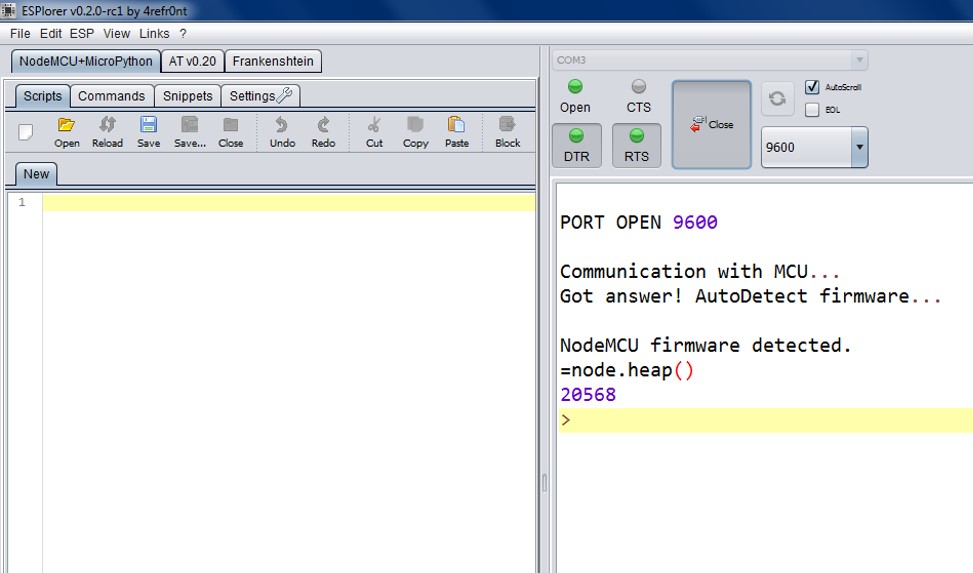 ESPlorer v0.2.0-rc1 by 4refr0nt
File Edit ESP View Links ?
NodeMCU+MicroPython AT v0.20 Frankenshtein
Scripts Commands Snippets Settings
Open Reload Save Save... Close Undo Redo Cut Copy Paste Block
New
1
COM3
Open CTS
DTR RTS
Close
AutoScroll
EOL
9600
PORT OPEN 9600
Communication with MCU...
Got answer! AutoDetect firmware...
NodeMCU firmware detected.
=node.heap()
20568
>